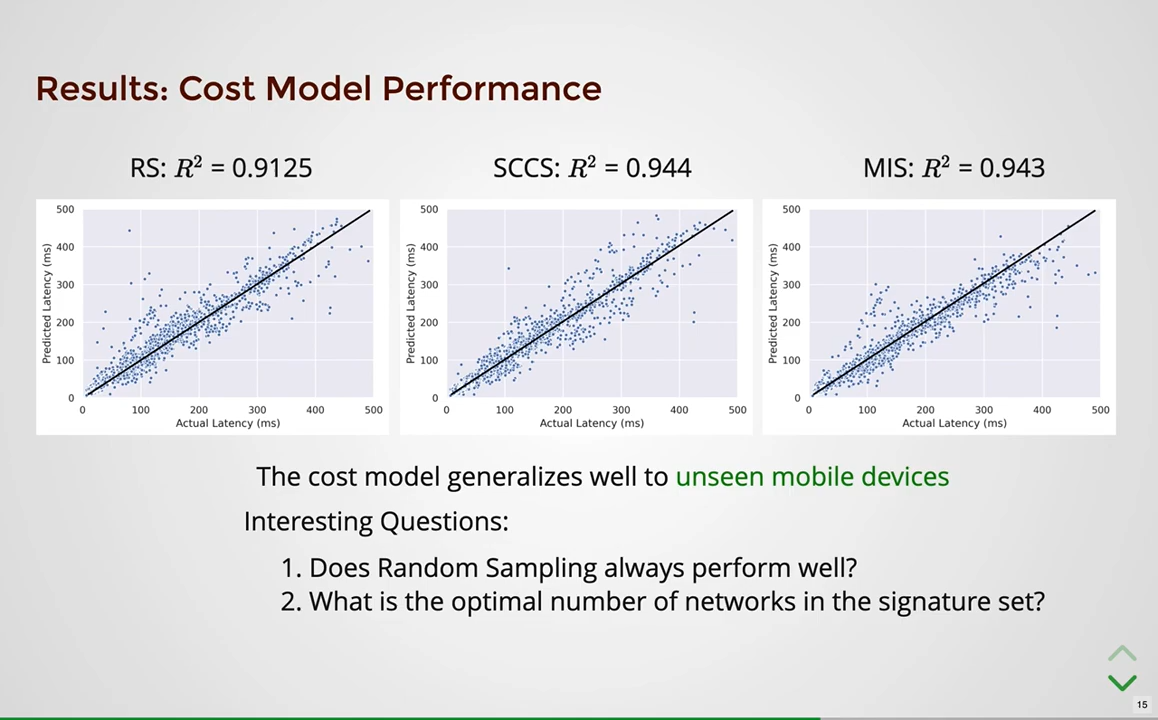 Results: Cost Model Performance
RS: R² = 0.9125
SCCS: R² = 0.944
MIS: R² = 0.943
500
400
300
200
100
0
Predicted Latency (ms)
0 100 200 300 400 500
Actual Latency (ms)
500
400
300
200
100
0
Predicted Latency (ms)
0 100 200 300 400 500
Actual Latency (ms)
500
400
300
200
100
0
Predicted Latency (ms)
0 100 200 300 400 500
Actual Latency (ms)
The cost model generalizes well to unseen mobile devices
Interesting Questions:
1. Does Random Sampling always perform well?
2. What is the optimal number of networks in the signature set?
15